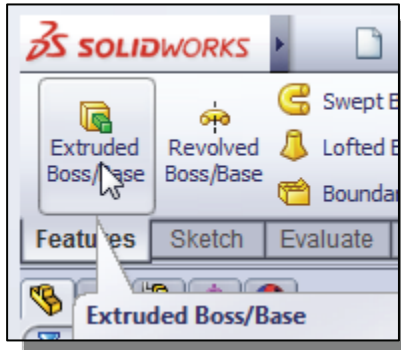 SOLIDWORKS
Extruded Boss/Base
Revolved Boss/Base
Swept
Lofted
Features Sketch Evaluate
Extruded Boss/Base